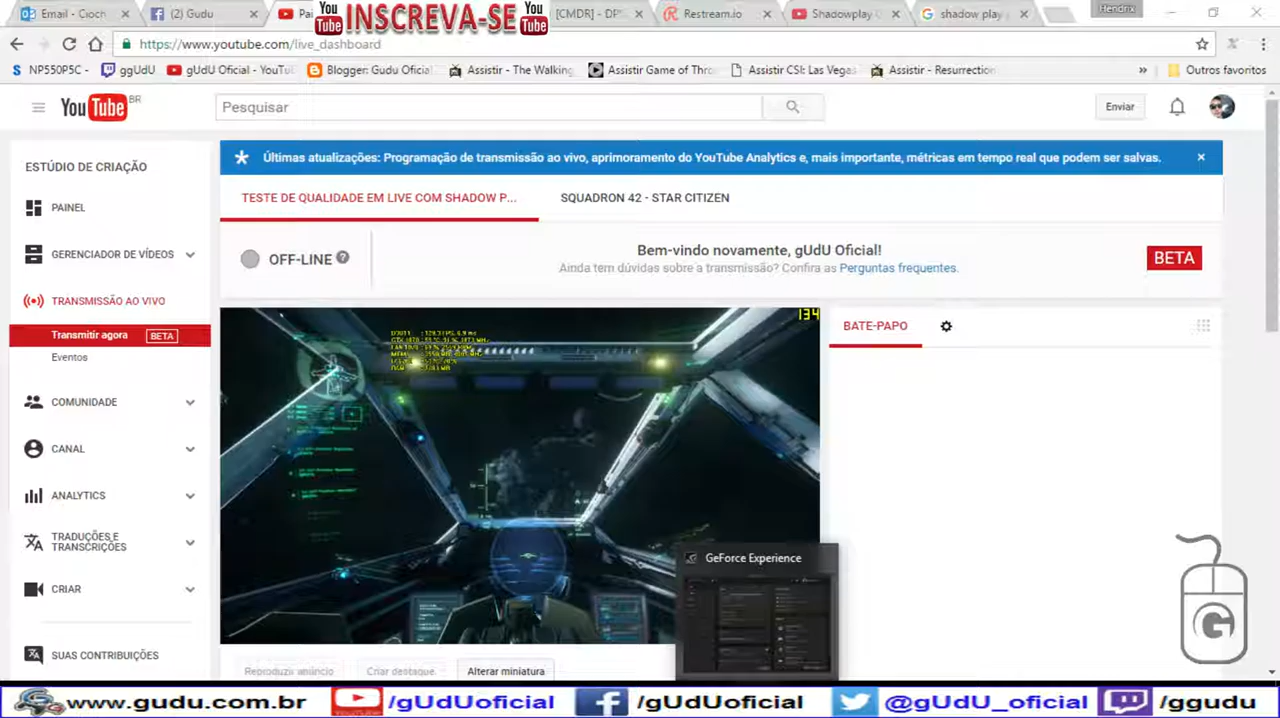 Email - Cioch
(2) Gudu
Pai
You Tube INSCREVA-SE You Tube
[CMDR] - DP
Restream.io
Shadowplay C
shadow play
Hendrix
https://www.youtube.com/live_dashboard
NP550P5C -
ggUdU
gUdU Oficial - YouTu
Blogger: Gudu Oficial
Assistir - The Walking
Assistir Game of Thro
Assistir CSI: Las Vegas
Assistir - Resurrection
»
Outros favoritos
YouTube BR
Pesquisar
Enviar
ESTÚDIO DE CRIAÇÃO
Últimas atualizações: Programação de transmissão ao vivo, aprimoramento do YouTube Analytics e, mais importante, métricas em tempo real que podem ser salvas.
PAINEL
TESTE DE QUALIDADE EM LIVE COM SHADOW P...
SQUADRON 42 - STAR CITIZEN
GERENCIADOR DE VÍDEOS
OFF-LINE ?
Bem-vindo novamente, gUdU Oficial!
Ainda tem dúvidas sobre a transmissão? Confira as Perguntas frequentes.
BETA
TRANSMISSÃO AO VIVO
Transmitir agora BETA
Eventos
134
BATE-PAPO
COMUNIDADE
CANAL
ANALYTICS
TRADUÇÕES E
TRANSCRIÇÕES
GeForce Experience
CRIAR
SUAS CONTRIBUIÇÕES
Reproduzir anúncio
Criar destaque
Alterar miniatura
G
www.gudu.com.br
/gUdUoficial
/gUdUoficial
@gUdU_oficial
/ggudu